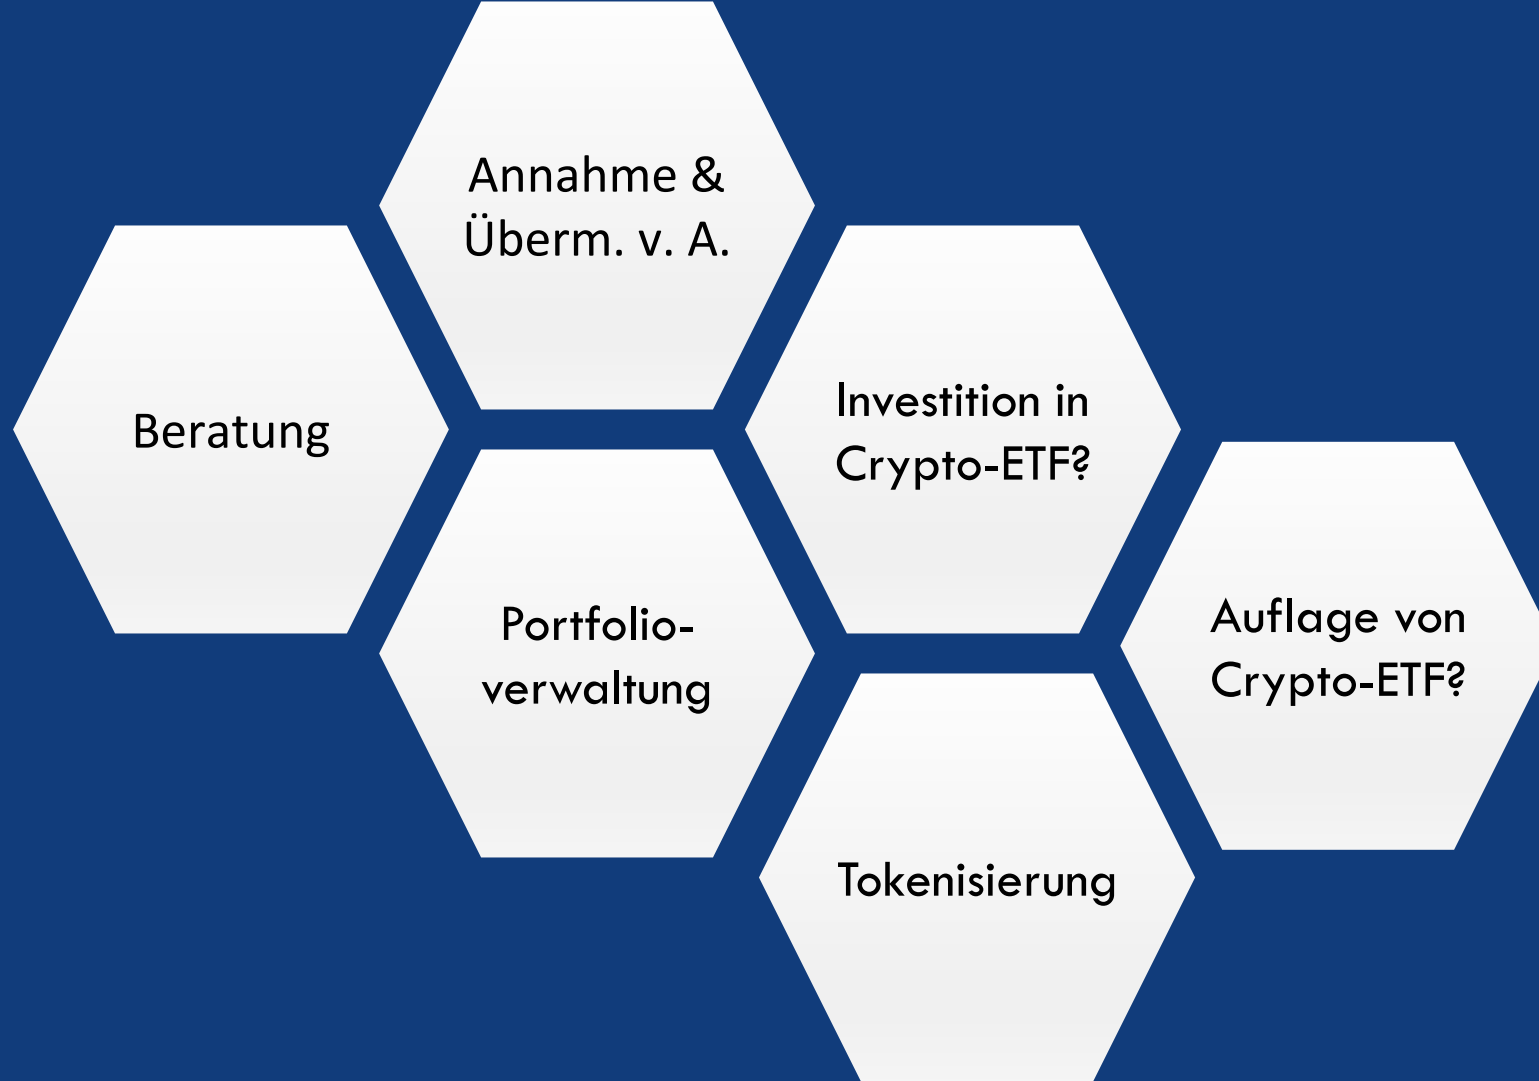 Annahme &
Überm. v. A.
Beratung
Investition in
Crypto-ETF?
Portfolio-
verwaltung
Auflage von
Crypto-ETF?
Tokenisierung